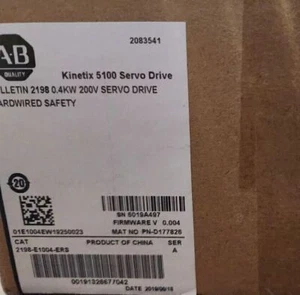 2083541
AB
QUALITY
Kinetix 5100 Servo Drive
LLETIN 2198 0.4KW 200V SERVO DRIVE
ARDWIRED SAFETY
20
SN 5019A497
FIRMWARE V 0.004
01E1004EW19250023
MAT NO PN-D177826
CAT
PRODUCT OF CHINA
SER
2198-E1004-ERS
A
00191326677042
DATE 2019/06/18